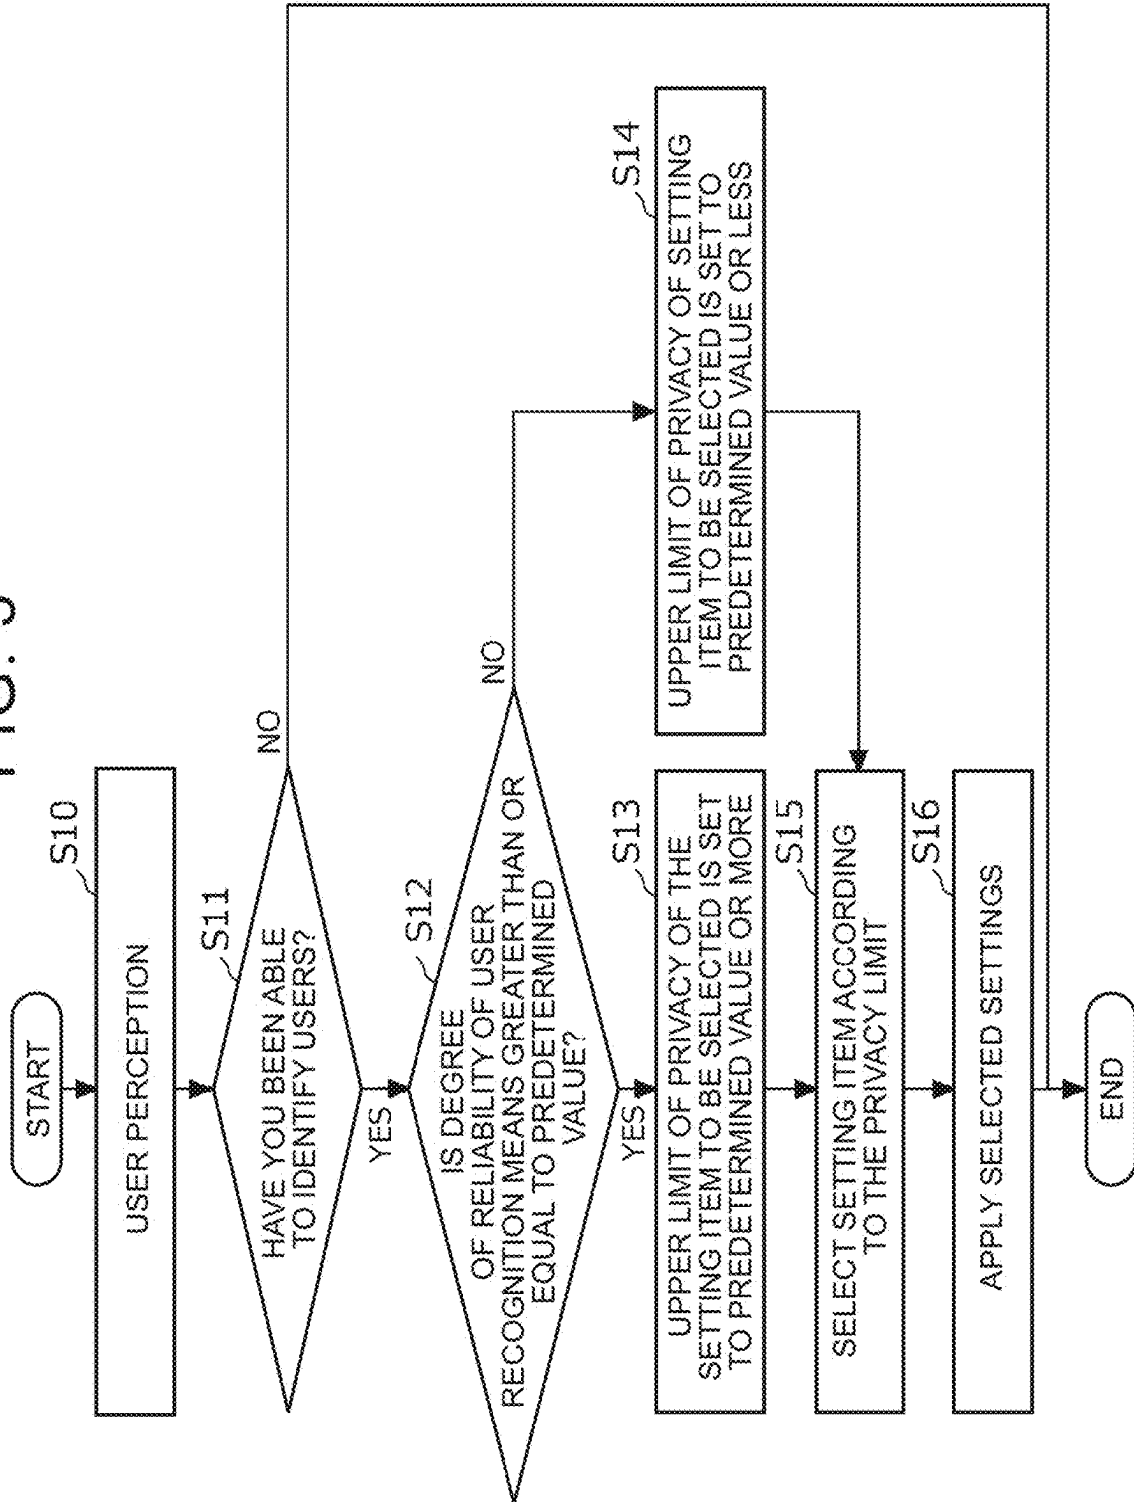 START
S10
USER PERCEPTION
S11
HAVE YOU BEEN ABLE
TO IDENTIFY USERS?
NO
YES
S12
IS DEGREE
OF RELIABILITY OF USER
RECOGNITION MEANS GREATER THAN OR
EQUAL TO PREDETERMINED
VALUE?
NO
YES
S13
UPPER LIMIT OF PRIVACY OF THE
SETTING ITEM TO BE SELECTED IS SET
TO PREDETERMINED VALUE OR MORE
S14
UPPER LIMIT OF PRIVACY OF SETTING
ITEM TO BE SELECTED IS SET TO
PREDETERMINED VALUE OR LESS
S15
SELECT SETTING ITEM ACCORDING
TO THE PRIVACY LIMIT
S16
APPLY SELECTED SETTINGS
END